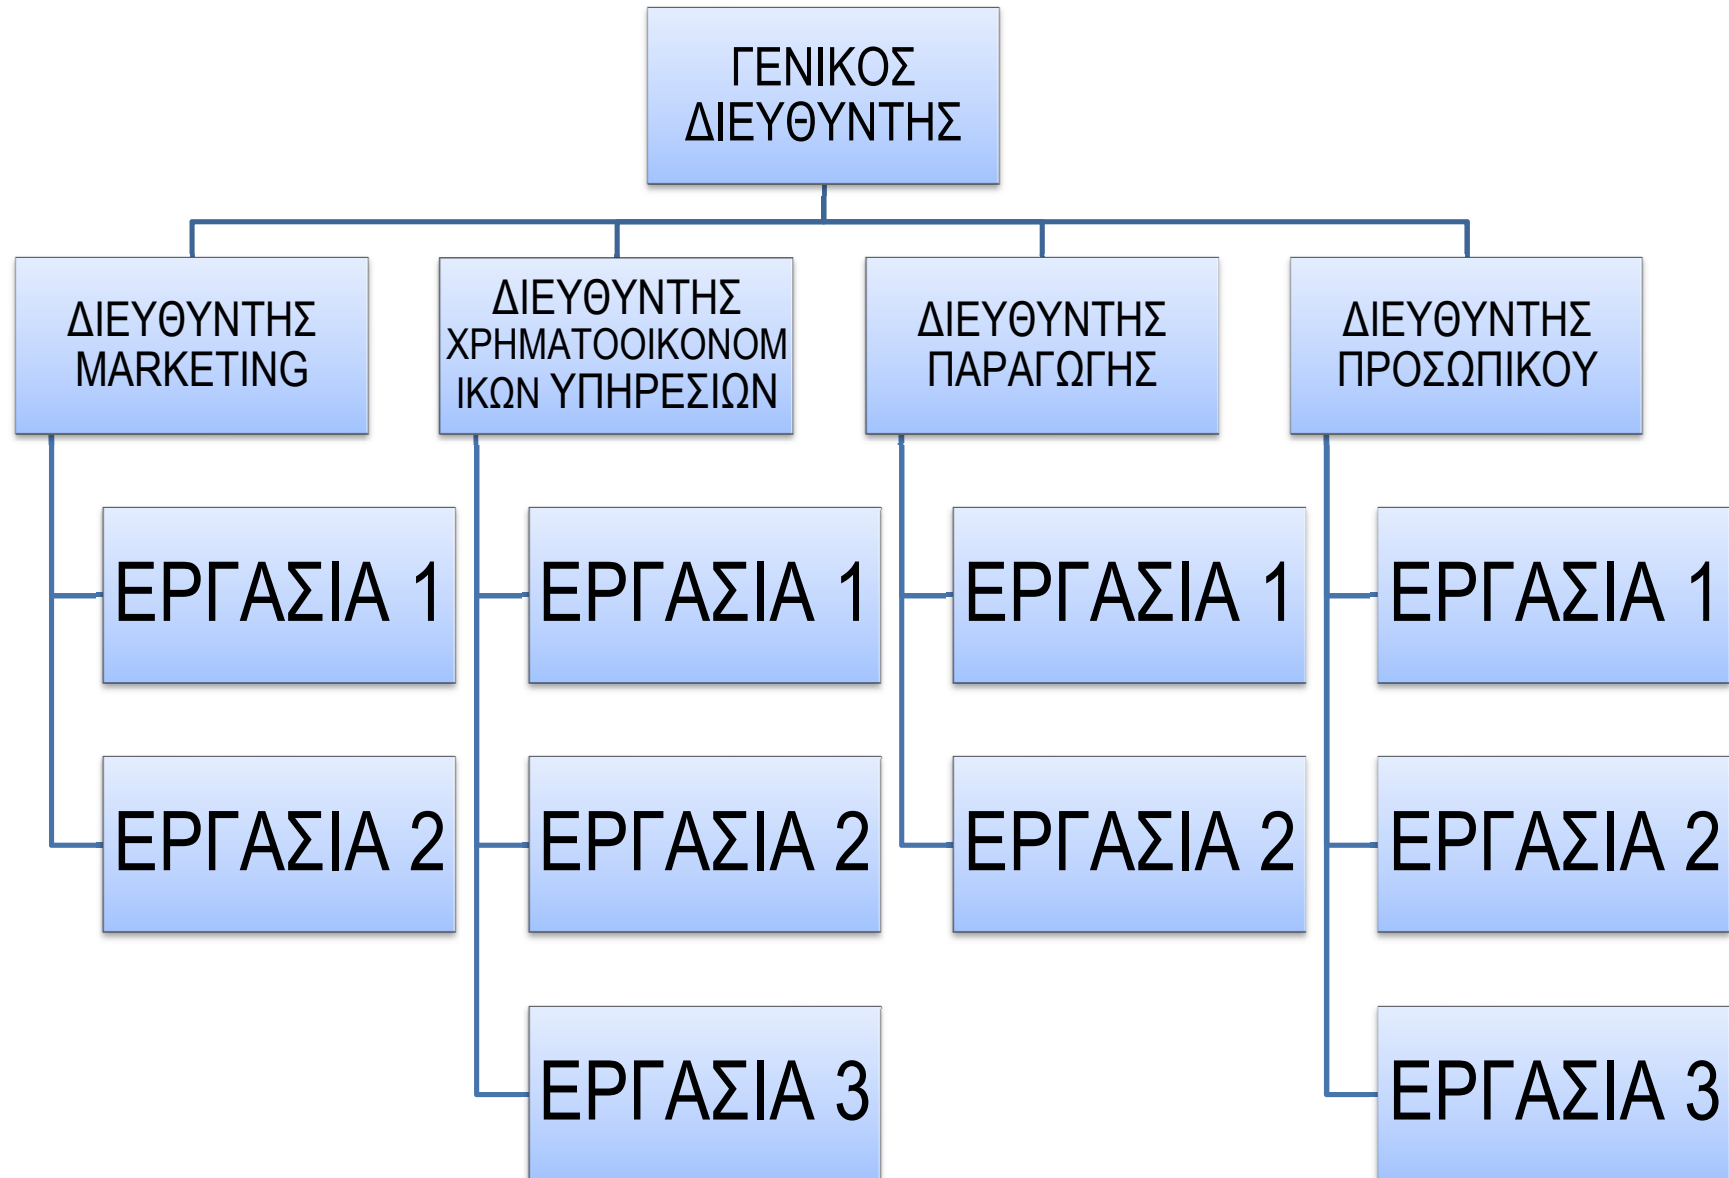 ΓΕΝΙΚΟΣ
ΔΙΕΥΘΥΝΤΗΣ
ΔΙΕΥΘΥΝΤΗΣ
MARKETING
ΔΙΕΥΘΥΝΤΗΣ
ΧΡΗΜΑΤΟΟΙΚΟΝΟΜ
ΙΚΩΝ ΥΠΗΡΕΣΙΩΝ
ΔΙΕΥΘΥΝΤΗΣ
ΠΑΡΑΓΩΓΗΣ
ΔΙΕΥΘΥΝΤΗΣ
ΠΡΟΣΩΠΙΚΟΥ
ΕΡΓΑΣΙΑ 1
ΕΡΓΑΣΙΑ 1
ΕΡΓΑΣΙΑ 1
ΕΡΓΑΣΙΑ 1
ΕΡΓΑΣΙΑ 2
ΕΡΓΑΣΙΑ 2
ΕΡΓΑΣΙΑ 2
ΕΡΓΑΣΙΑ 2
ΕΡΓΑΣΙΑ 3
ΕΡΓΑΣΙΑ 3